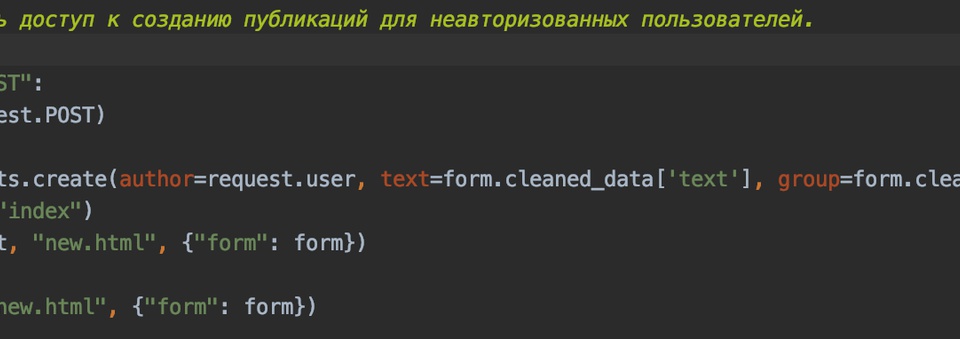 ь доступ к созданию публикаций для неавторизованных пользователей.
ST":
est.POST)
ts.create(author=request.user, text=form.cleaned_data['text'], group=form.clea
"index")
t, "new.html", {"form": form})
new.html", {"form": form})